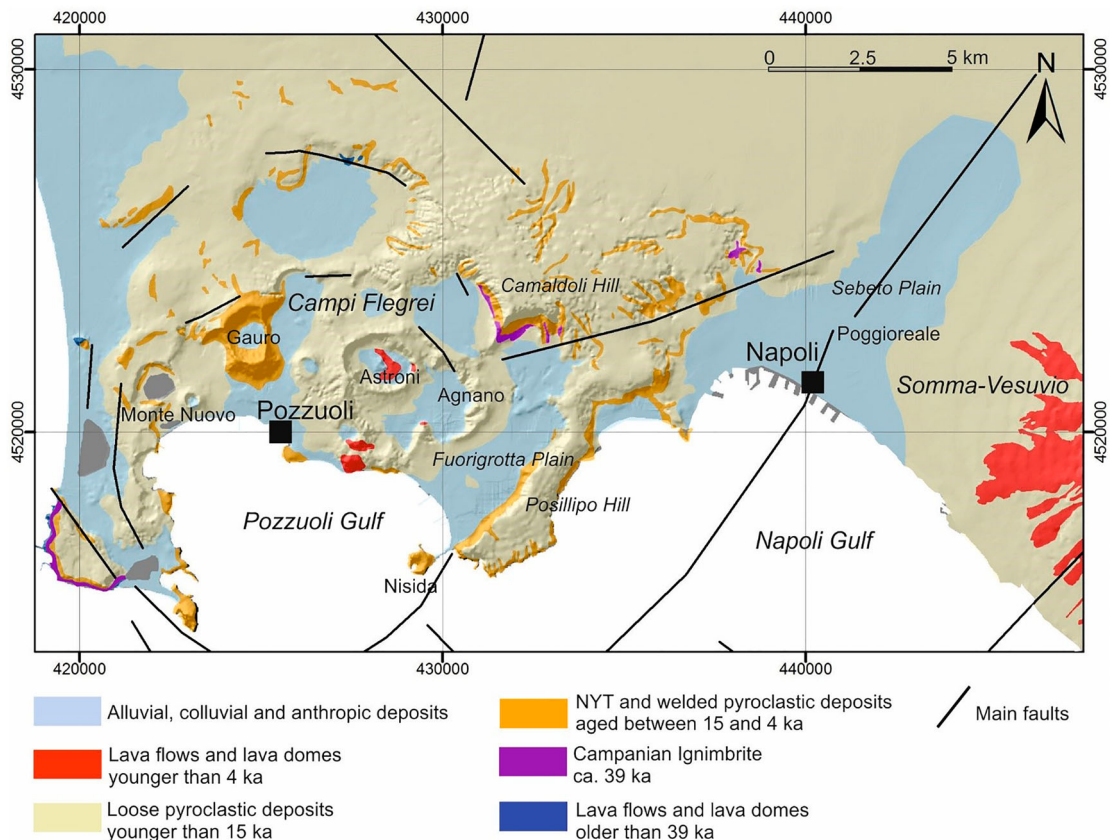 420000 430000 440000
4530000 4530000
0 2.5 5 km
N
Camaldoli Hill
Campi Flegrei
Sebeto Plain
Gauro
Poggioreale
Napoli
Astroni
Agnano
Somma-Vesuvio
Monte Nuovo
Pozzuoli
4520000 4520000
Fuorigrotta Plain
Posillipo Hill
Pozzuoli Gulf
Napoli Gulf
Nisida
420000 430000 440000
Alluvial, colluvial and anthropic deposits
Lava flows and lava domes
younger than 4 ka
Loose pyroclastic deposits
younger than 15 ka
NYT and welded pyroclastic deposits
aged between 15 and 4 ka
Campanian Ignimbrite
ca. 39 ka
Lava flows and lava domes
older than 39 ka
Main faults